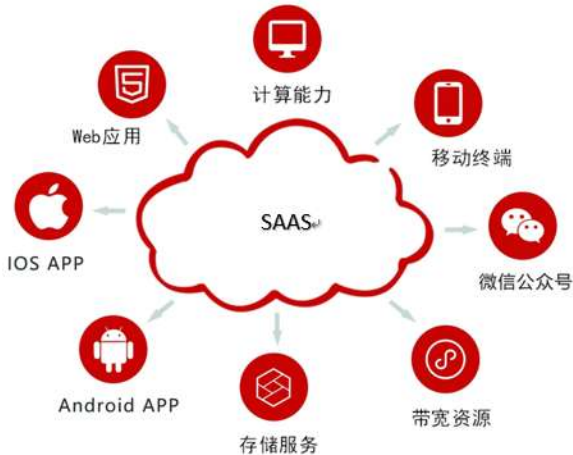 计算能力
Web应用
移动终端
SAAS
IOS APP
微信公众号
Android APP
带宽资源
存储服务